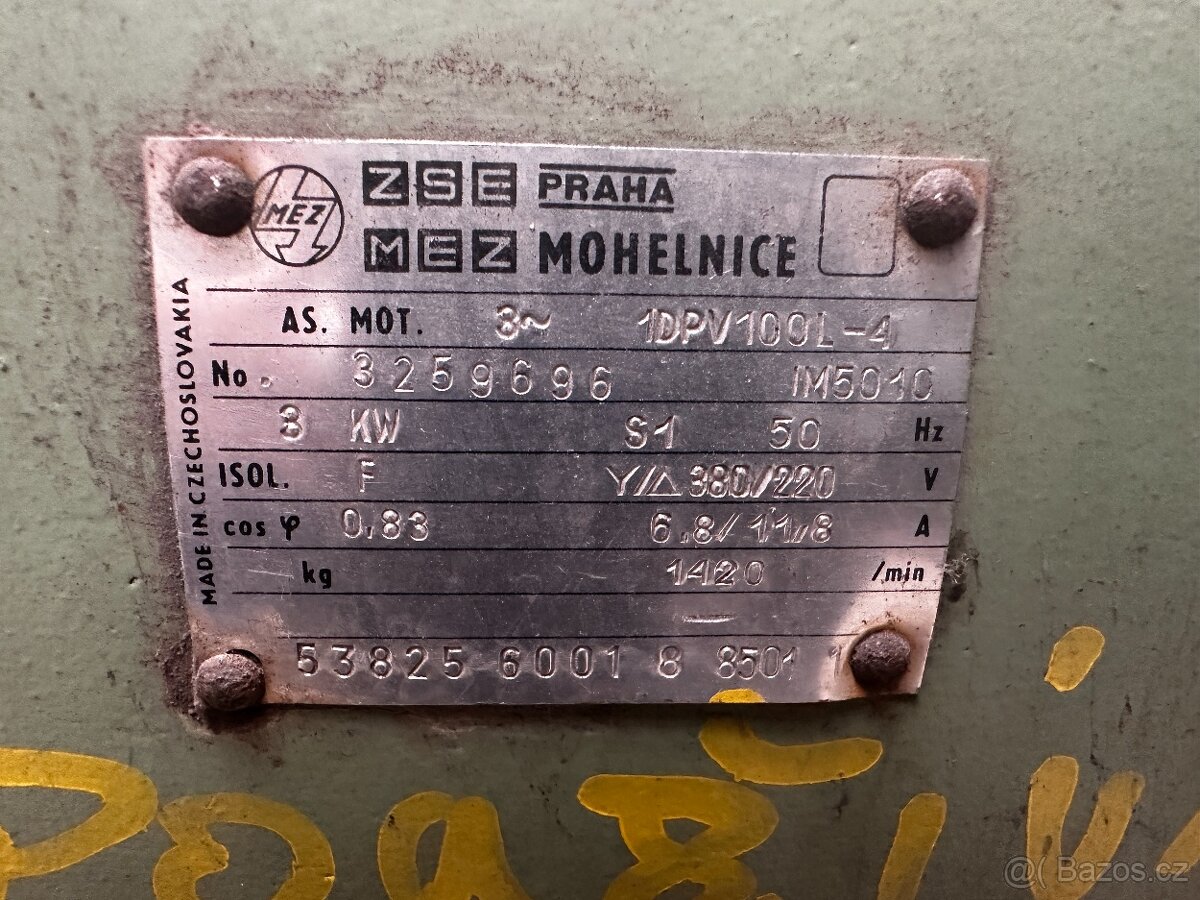 MEZ ZSE PRAHA
MEZ MOHELNICE
MADE IN CZECHOSLOVAKIA
AS. MOT. 3~ 1DPV100L-4
No. 3259696 IM5010
3 KW S1 50 Hz
ISOL. F Y/△ 380/220 V
cos φ 0,83 6,8/11,8 A
kg 1420 /min
53825 6001 8 8501 1
@( Bazos.cz